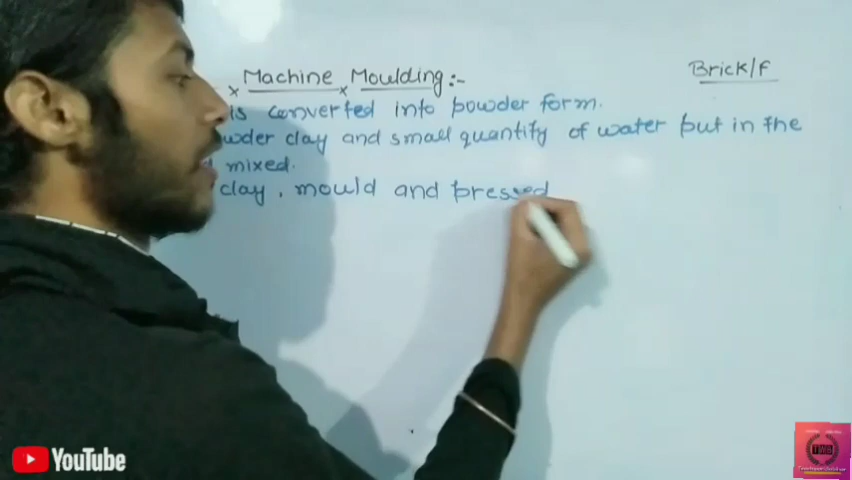 Machine Moulding :-
Brick/f
is converted into powder form.
wder clay and small quantity of water put in the
mixed.
clay, mould and pressed
YouTube
TWS